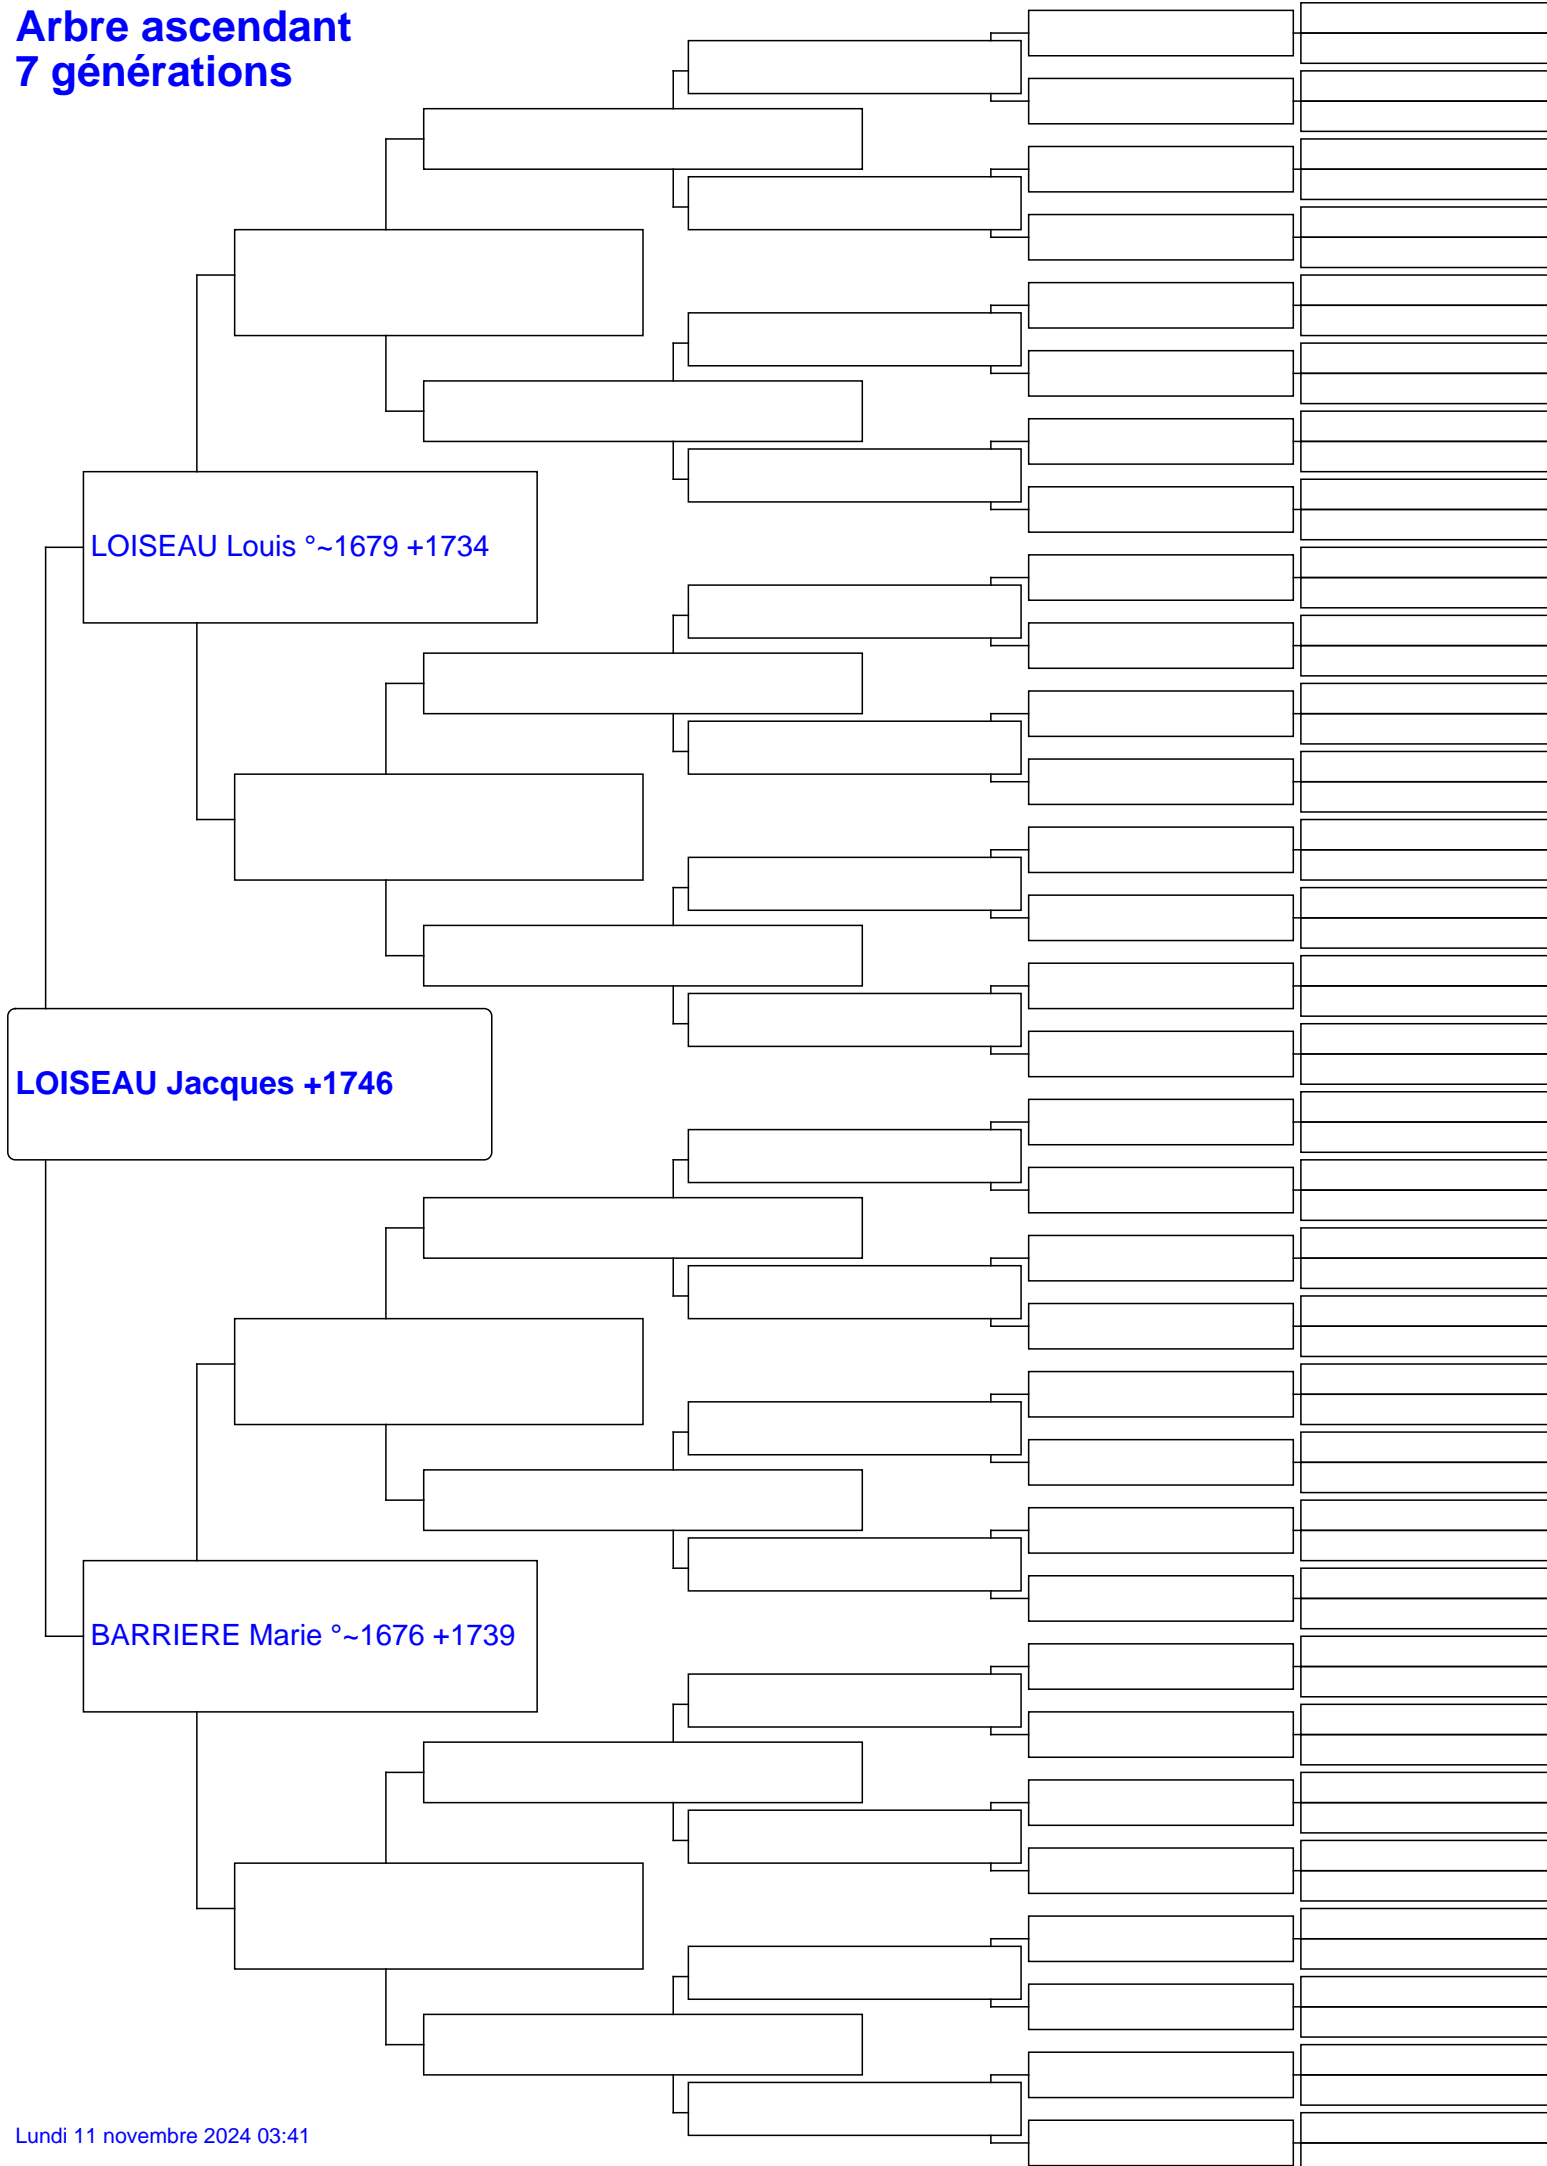 Arbre ascendant
7 générations
LOISEAU Louis °~1679 +1734
LOISEAU Jacques +1746
BARRIERE Marie °~1676 +1739
Lundi 11 novembre 2024 03:41